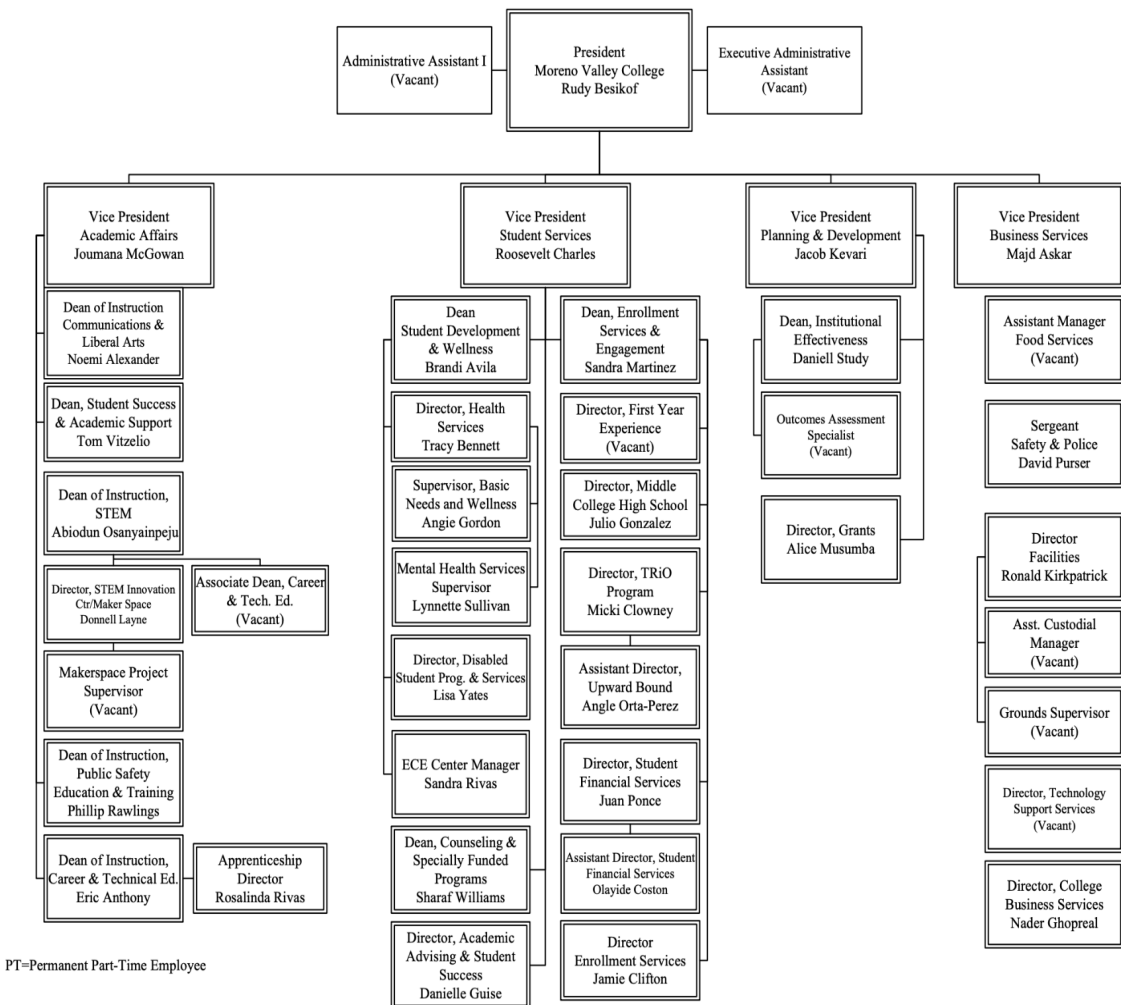 Administrative Assistant I
(Vacant)
President
Moreno Valley College
Rudy Besikof
Executive Administrative
Assistant
(Vacant)
Vice President
Academic Affairs
Joumana McGowan
Vice President
Student Services
Roosevelt Charles
Vice President
Planning & Development
Jacob Kevari
Vice President
Business Services
Majd Askar
Dean of Instruction
Communications &
Liberal Arts
Noemi Alexander
Dean, Student Success
& Academic Support
Tom Vitzelio
Dean of Instruction,
STEM
Abiodun Osanyainpeju
Director, STEM Innovation
Ctr/Maker Space
Donnell Layne
Associate Dean, Career
& Tech. Ed.
(Vacant)
Makerspace Project
Supervisor
(Vacant)
Dean of Instruction,
Public Safety
Education & Training
Phillip Rawlings
Dean of Instruction,
Career & Technical Ed.
Eric Anthony
Apprenticeship
Director
Rosalinda Rivas
Dean
Student Development
& Wellness
Brandi Avila
Director, Health
Services
Tracy Bennett
Supervisor, Basic
Needs and Wellness
Angie Gordon
Mental Health Services
Supervisor
Lynnette Sullivan
Director, Disabled
Student Prog. & Services
Lisa Yates
ECE Center Manager
Sandra Rivas
Dean, Counseling &
Specially Funded
Programs
Sharaf Williams
Director, Academic
Advising & Student
Success
Danielle Guise
Dean, Enrollment
Services &
Engagement
Sandra Martinez
Director, First Year
Experience
(Vacant)
Director, Middle
College High School
Julio Gonzalez
Director, TRiO
Program
Micki Clowney
Assistant Director,
Upward Bound
Angle Orta-Perez
Director, Student
Financial Services
Juan Ponce
Assistant Director, Student
Financial Services
Olayide Coston
Director
Enrollment Services
Jamie Clifton
Dean, Institutional
Effectiveness
Daniell Study
Outcomes Assessment
Specialist
(Vacant)
Director, Grants
Alice Musumba
Assistant Manager
Food Services
(Vacant)
Sergeant
Safety & Police
David Purser
Director
Facilities
Ronald Kirkpatrick
Asst. Custodial
Manager
(Vacant)
Grounds Supervisor
(Vacant)
Director, Technology
Support Services
(Vacant)
Director, College
Business Services
Nader Ghopreal
PT=Permanent Part-Time Employee